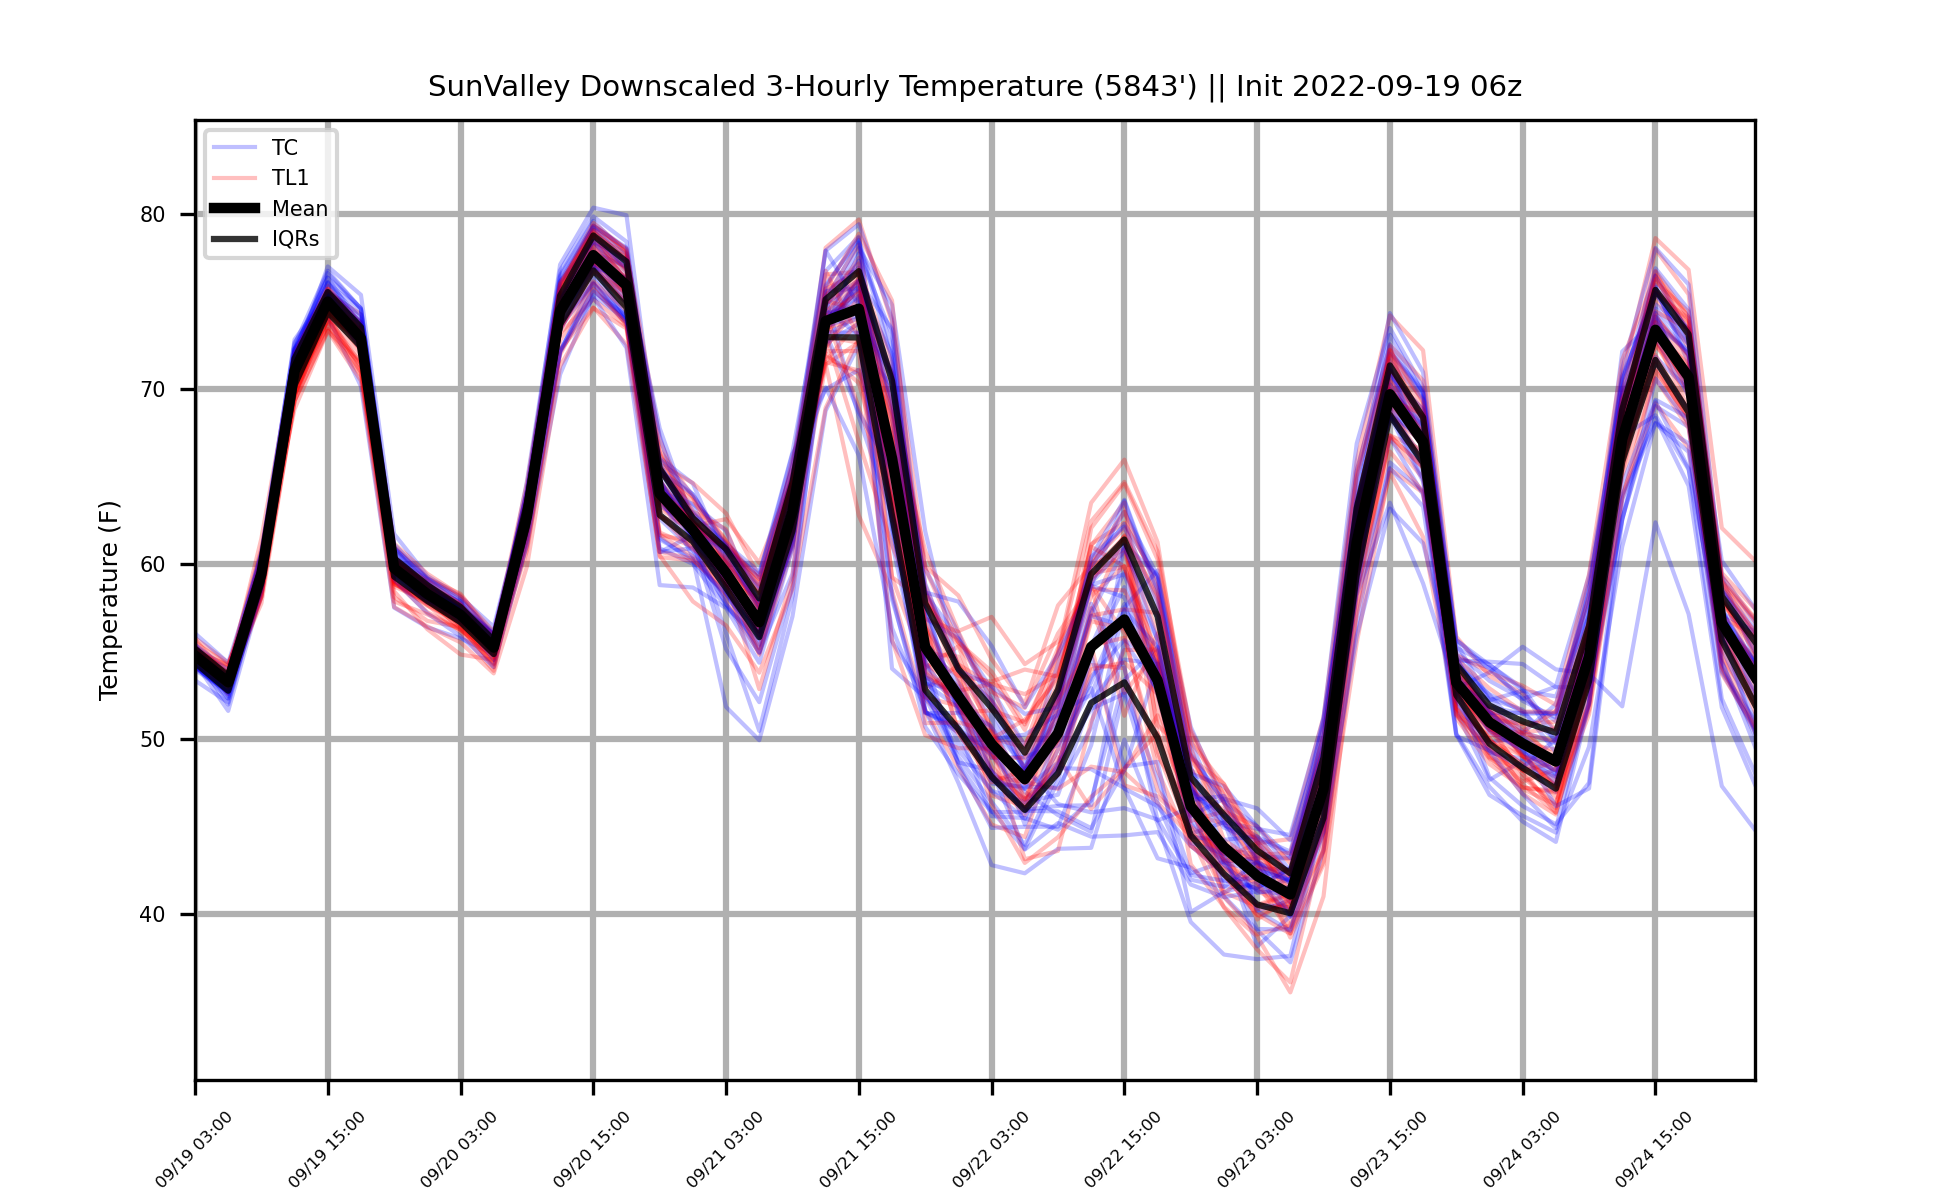 SunValley Downscaled 3-Hourly Temperature (5843') || Init 2022-09-19 06z
TC
TL1
Mean
IQRs
Temperature (F)
80
70
60
50
40
09/19 03:00
09/19 15:00
09/20 03:00
09/20 15:00
09/21 03:00
09/21 15:00
09/22 03:00
09/22 15:00
09/23 03:00
09/23 15:00
09/24 03:00
09/24 15:00